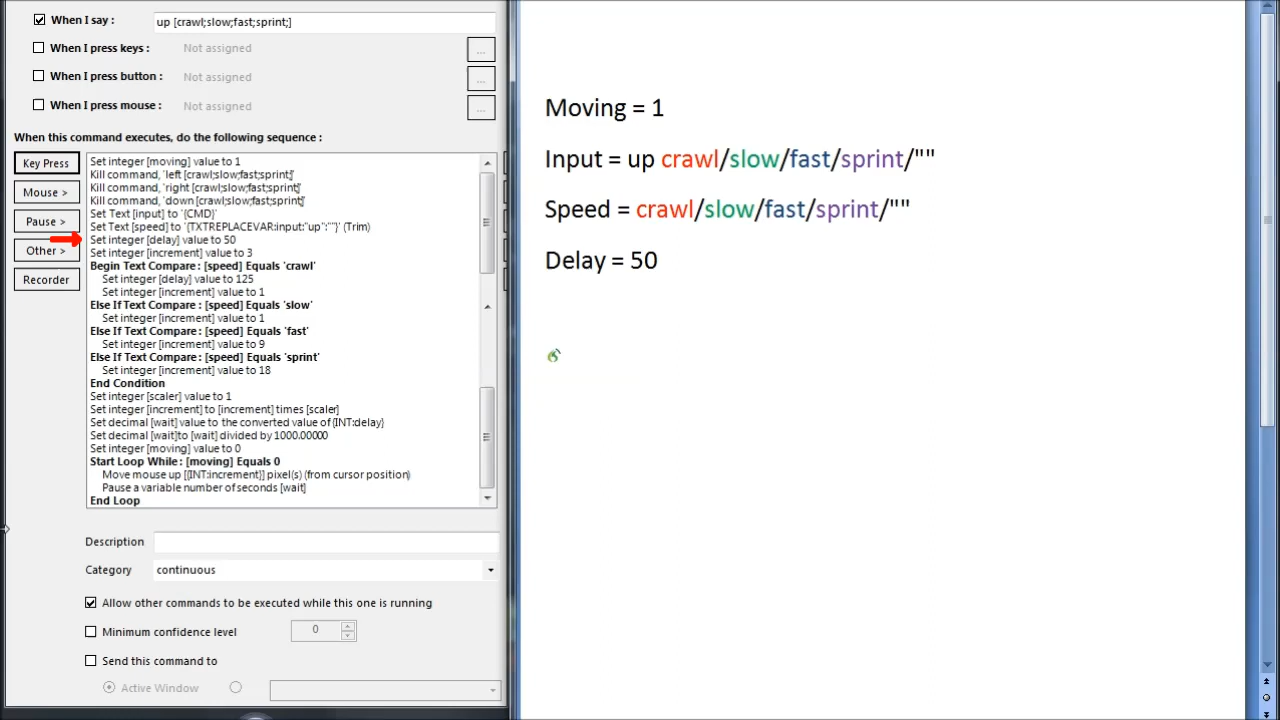 When I say :
up [crawl;slow;fast;sprint;]
When I press keys :
Not assigned
...
When I press button :
Not assigned
...
When I press mouse :
Not assigned
...
When this command executes, do the following sequence :
Key Press
Mouse >
Pause >
Other >
Recorder
Set integer [moving] value to 1
Kill command, 'left [crawl;slow;fast;sprint;]'
Kill command, 'right [crawl;slow;fast;sprint;]'
Kill command, 'down [crawl;slow;fast;sprint;]'
Set Text [input] to '{CMD}'
Set Text [speed] to '{TXTREPLACEVAR:input:"up":""}' (Trim)
Set integer [delay] value to 50
Set integer [increment] value to 3
Begin Text Compare : [speed] Equals 'crawl'
Set integer [delay] value to 125
Set integer [increment] value to 1
Else If Text Compare : [speed] Equals 'slow'
Set integer [increment] value to 1
Else If Text Compare : [speed] Equals 'fast'
Set integer [increment] value to 9
Else If Text Compare : [speed] Equals 'sprint'
Set integer [increment] value to 18
End Condition
Set integer [scaler] value to 1
Set integer [increment] to [increment] times [scaler]
Set decimal [wait] value to the converted value of {INT:delay}
Set decimal [wait]to [wait] divided by 1000.00000
Set integer [moving] value to 0
Start Loop While : [moving] Equals 0
Move mouse up [{INT:increment}] pixel(s) (from cursor position)
Pause a variable number of seconds [wait]
End Loop
Description
Category
continuous
Allow other commands to be executed while this one is running
Minimum confidence level
0
Send this command to
Active Window
Moving = 1
Input = up crawl/slow/fast/sprint/""
Speed = crawl/slow/fast/sprint/""
Delay = 50